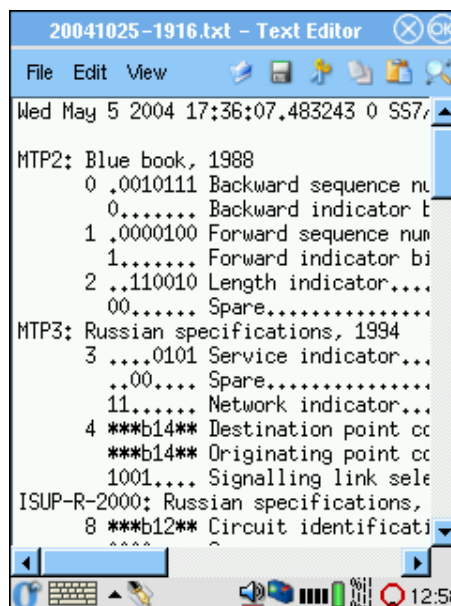 20041025-1916.txt - Text Editor
OK
File Edit View
Wed May 5 2004 17:36:07.483243 0 SS7/
MTP2: Blue book, 1988
0 .0010111 Backward sequence nu
0....... Backward indicator b
1 .0000100 Forward sequence num
1....... Forward indicator bi
2 ..110010 Length indicator....
00...... Spare................
MTP3: Russian specifications, 1994
3 ....0101 Service indicator...
..00.... Spare................
11...... Network indicator...
4 ***b14** Destination point co
***b14** Originating point co
1001.... Signalling link sele
ISUP-R-2000: Russian specifications,
8 ***b12** Circuit identificati
12:58